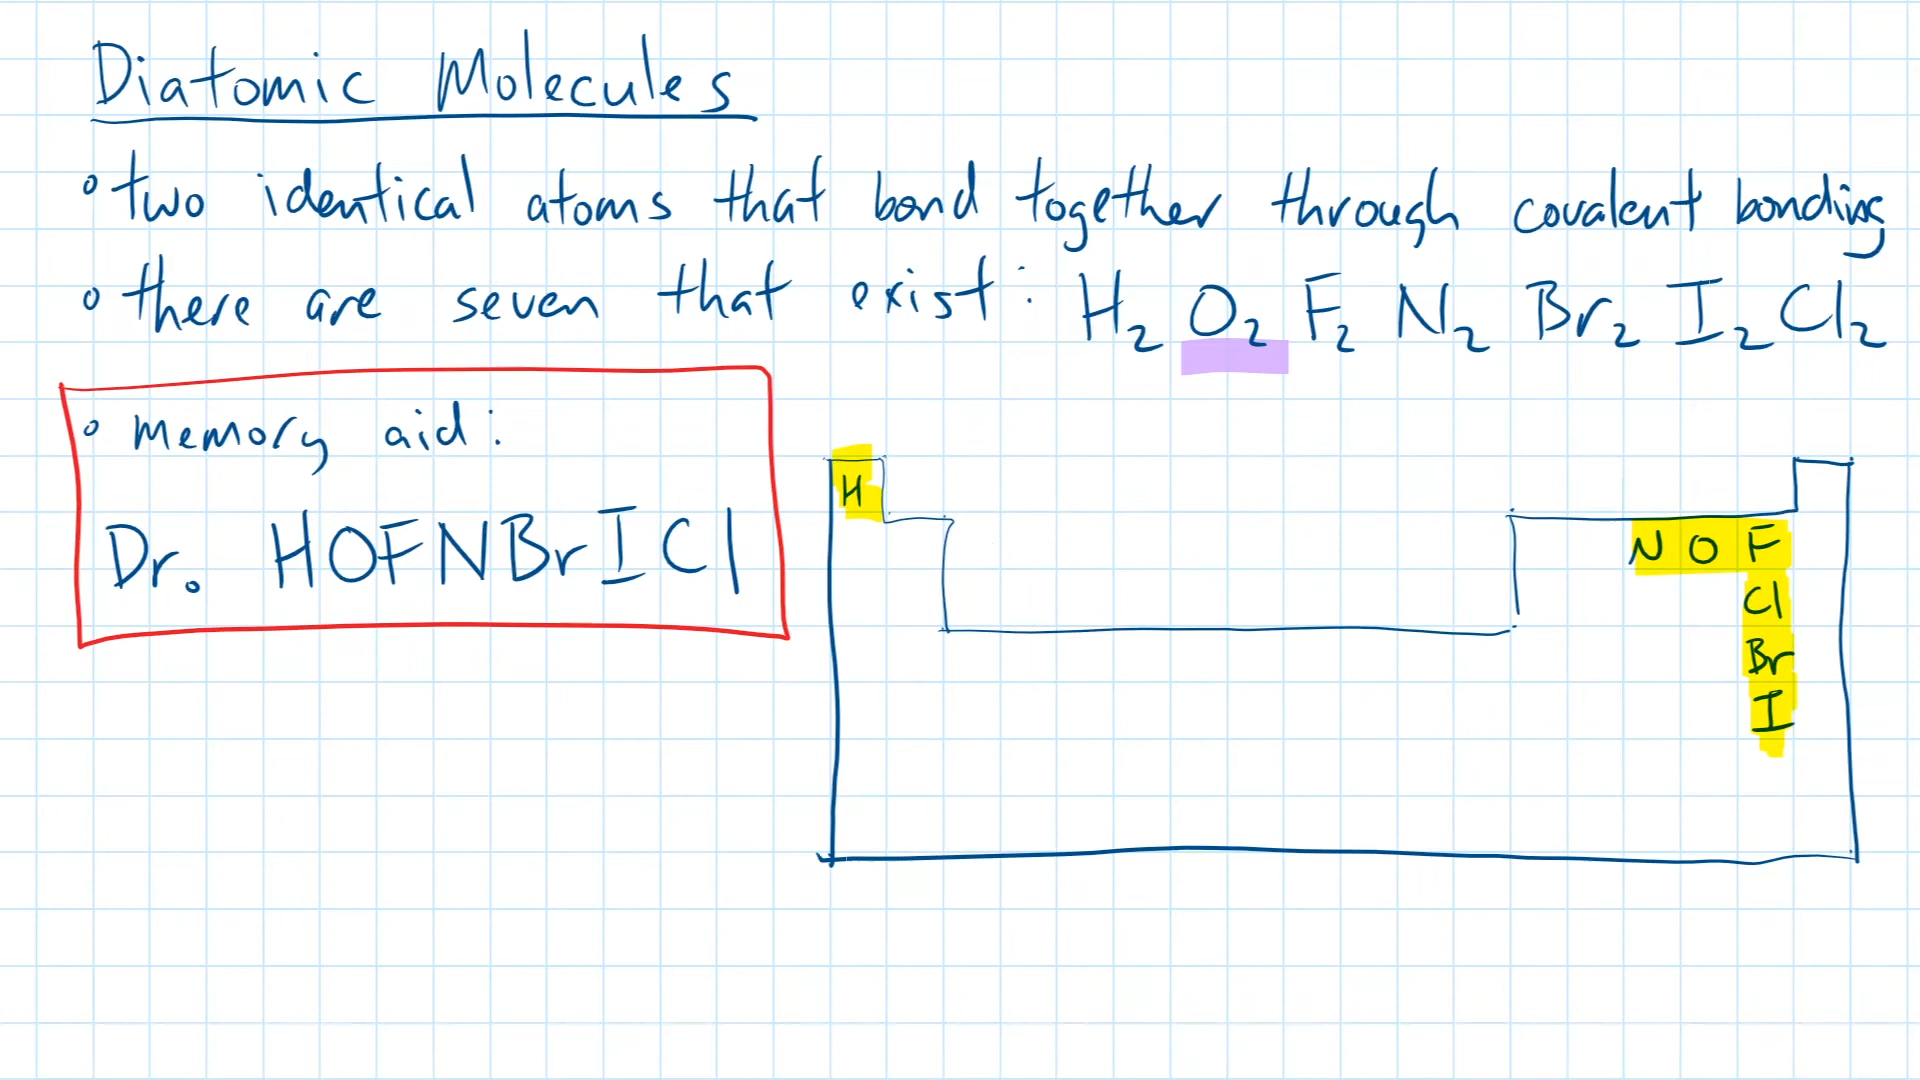 Diatomic Molecules
° two identical atoms that bond together through covalent bonding
° there are seven that exist: H₂ O₂ F₂ N₂ Br₂ I₂ Cl₂
° memory aid:
Dr. HOFNBrICl
H
N O F
Cl
Br
I